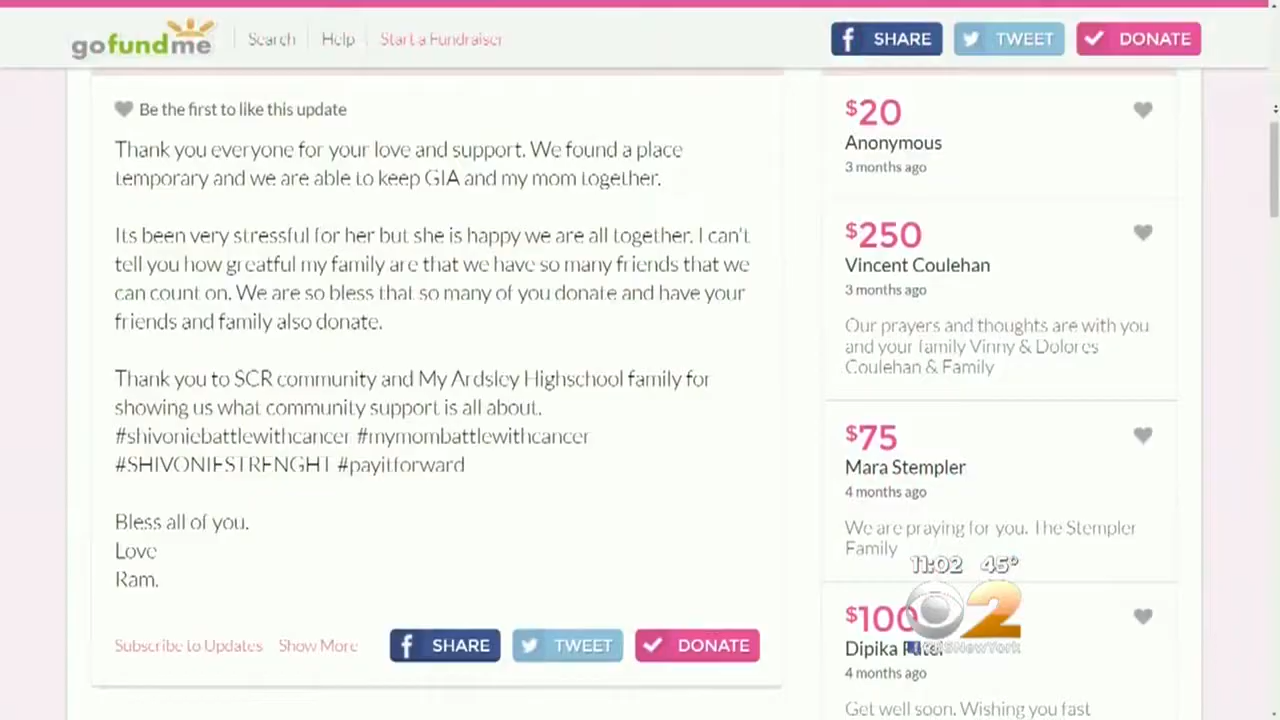 gofundme
Search
Help
Start a Fundraiser
SHARE
TWEET
DONATE
Be the first to like this update
Thank you everyone for your love and support. We found a place
temporary and we are able to keep GIA and my mom together.
Its been very stressful for her but she is happy we are all together. I can't
tell you how greatful my family are that we have so many friends that we
can count on. We are so bless that so many of you donate and have your
friends and family also donate.
Thank you to SCR community and My Ardsley Highschool family for
showing us what community support is all about.
#shivoniebattlewithcancer #mymombattlewithcancer
#SHIVONIESTRENGHT #payitforward
Bless all of you.
Love
Ram.
Subscribe to Updates
Show More
SHARE
TWEET
DONATE
$20
Anonymous
3 months ago
$250
Vincent Coulehan
3 months ago
Our prayers and thoughts are with you
and your family Vinny & Dolores
Coulehan & Family
$75
Mara Stempler
4 months ago
We are praying for you. The Stempler
Family
$100
Dipika
4 months ago
Get well soon. Wishing you fast
11:02 45°
2